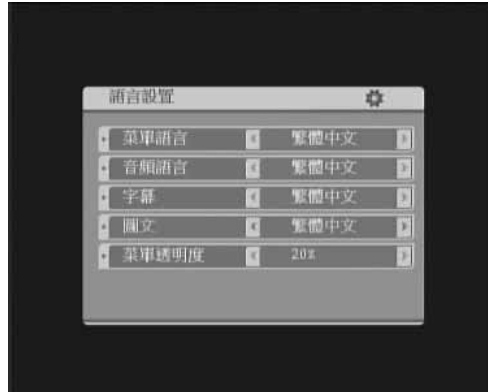 語言設置
菜單語言 繁體中文
音頻語言 繁體中文
字幕 繁體中文
圖文 繁體中文
菜單透明度 20%